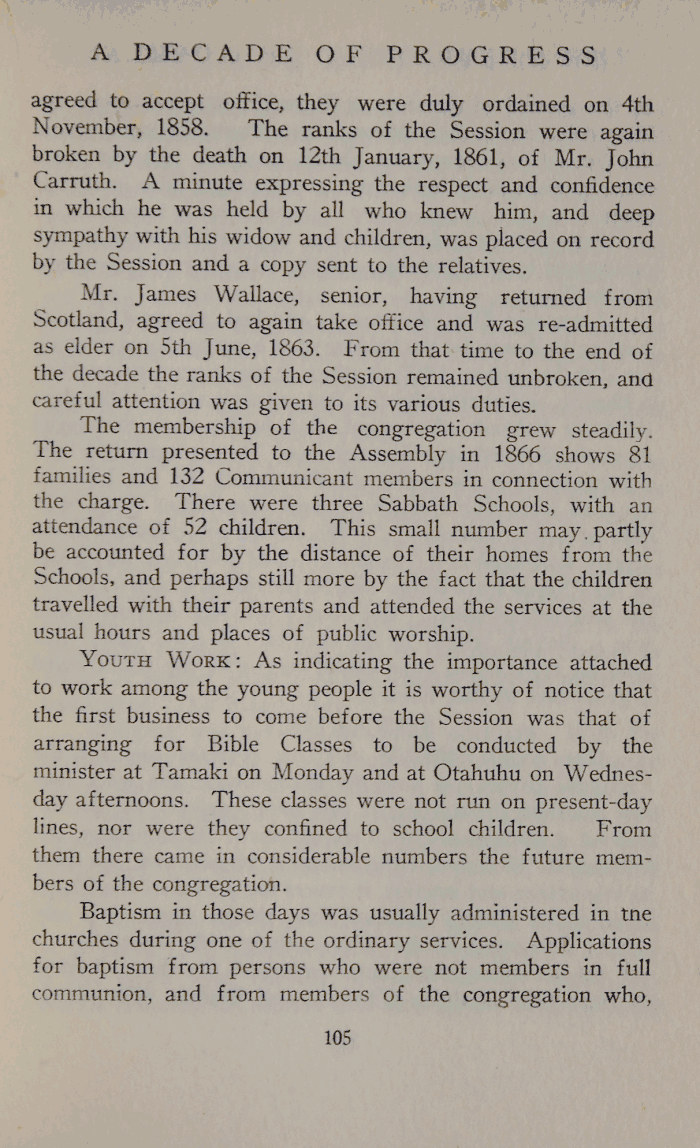 A DECADE OF PROGRESS
agreed to accept office, they were duly ordained on 4th
November, 1858. The ranks of the Session were again
broken by the death on 12th January, 1861, of Mr. John
Carruth. A minute expressing the respect and confidence
in which he was held by all who knew him, and deep
sympathy with his widow and children, was placed on record
by the Session and a copy sent to the relatives.
Mr. James Wallace, senior, having returned from
Scotland, agreed to again take office and was re-admitted
as elder on 5th June, 1863. From that time to the end of
the decade the ranks of the Session remained unbroken, and
careful attention was given to its various duties.
The membership of the congregation grew steadily.
The return presented to the Assembly in 1866 shows 81
families and 132 Communicant members in connection with
the charge. There were three Sabbath Schools, with an
attendance of 52 children. This small number may partly
be accounted for by the distance of their homes from the
Schools, and perhaps still more by the fact that the children
travelled with their parents and attended the services at the
usual hours and places of public worship.
YOUTH WORK: As indicating the importance attached
to work among the young people it is worthy of notice that
the first business to come before the Session was that of
arranging for Bible Classes to be conducted by the
minister at Tamaki on Monday and at Otahuhu on Wednes-
day afternoons. These classes were not run on present-day
lines, nor were they confined to school children. From
them there came in considerable numbers the future mem-
bers of the congregation.
Baptism in those days was usually administered in the
churches during one of the ordinary services. Applications
for baptism from persons who were not members in full
communion, and from members of the congregation who,
105